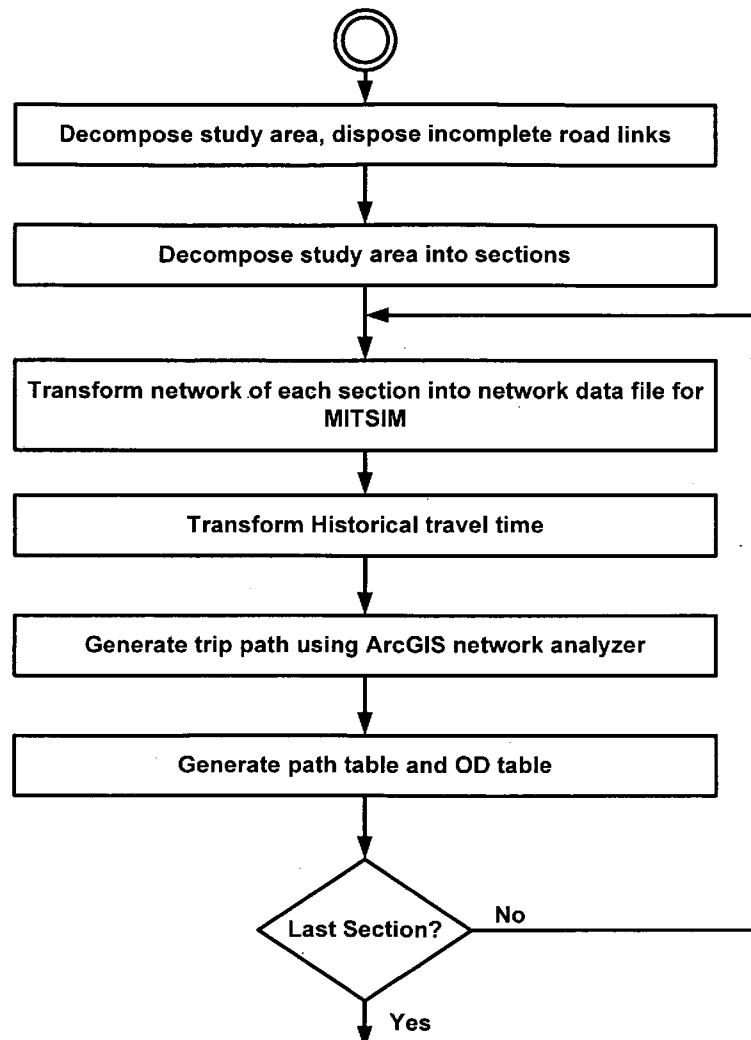 Decompose study area, dispose incomplete road links
Decompose study area into sections
Transform network of each section into network data file for
MITSIM
Transform Historical travel time
Generate trip path using ArcGIS network analyzer
Generate path table and OD table
Last Section?
No
Yes